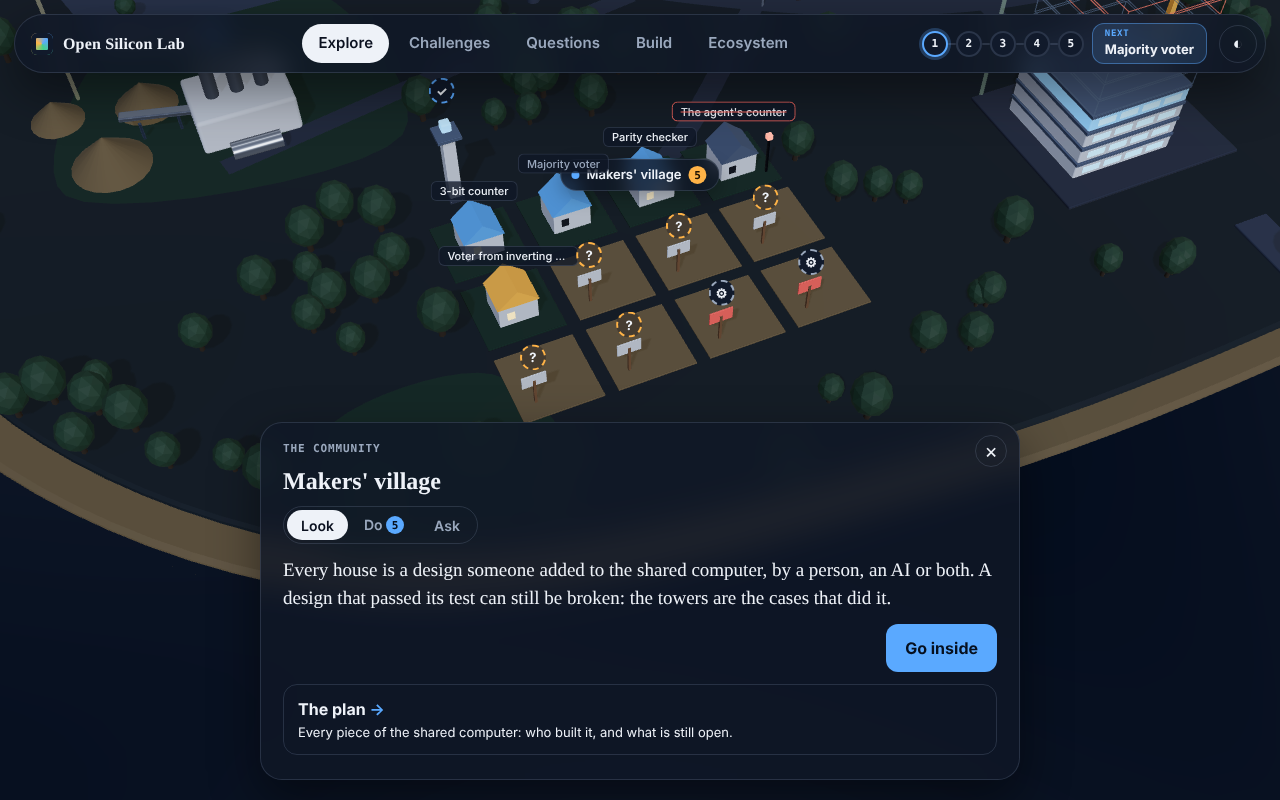 Open Silicon Lab
Explore
Challenges
Questions
Build
Ecosystem
1
2
3
4
5
NEXT
Majority voter
The agent's counter
Parity checker
Majority voter
Makers' village 5
3-bit counter
Voter from inverting ...
?
?
?
?
?
THE COMMUNITY
Makers' village
Look
Do 5
Ask
Every house is a design someone added to the shared computer, by a person, an AI or both. A
design that passed its test can still be broken: the towers are the cases that did it.
Go inside
The plan →
Every piece of the shared computer: who built it, and what is still open.